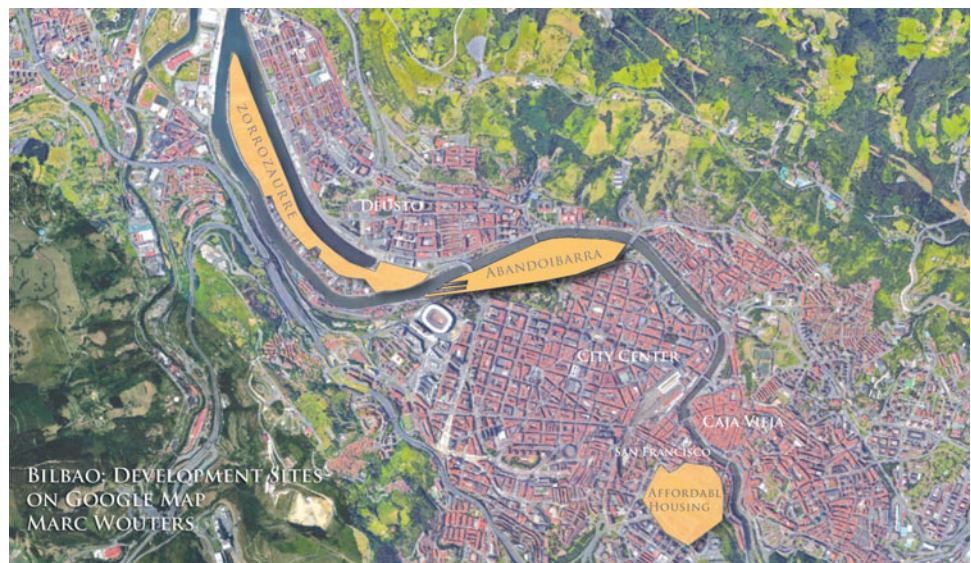 ZORROZAURRE
DEUSTO
ABANDOIBARRA
CITY CENTER
CAJA VIEJA
SAN FRANCISCO
AFFORDABL
HOUSING
BILBAO: DEVELOPMENT SITES
ON GOOGLE MAP
MARC WOUTERS